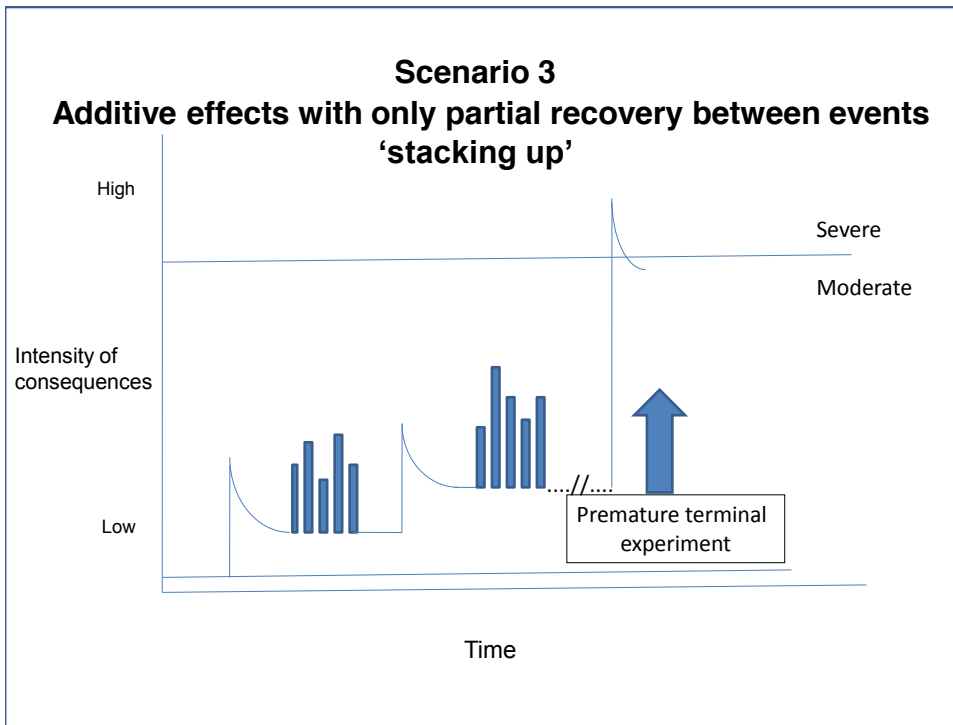 Scenario 3
Additive effects with only partial recovery between events
‘stacking up’
High
Severe
Moderate
Intensity of
consequences
Low
....//....
Premature terminal
experiment
Time